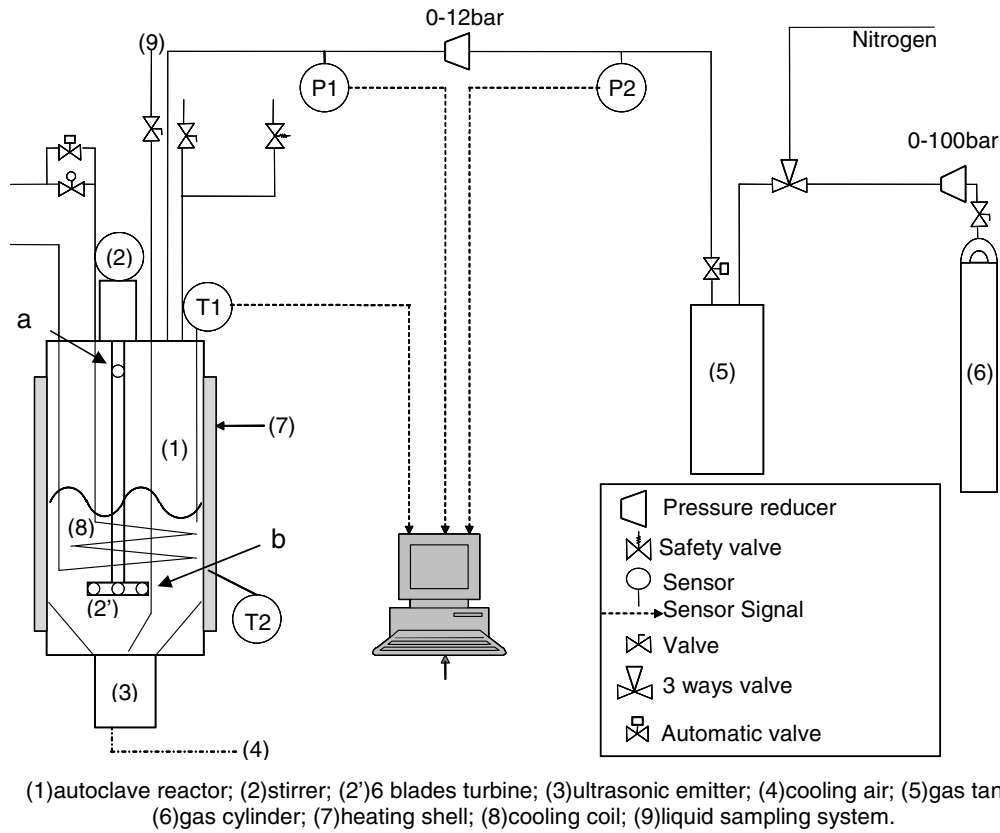 0-12bar
(9)
Nitrogen
P1
P2
0-100bar
(2)
T1
a
(5)
(6)
(7)
(1)
(8)
b
(2')
T2
(3)
(4)
Pressure reducer
Safety valve
Sensor
Sensor Signal
Valve
3 ways valve
Automatic valve
(1)autoclave reactor; (2)stirrer; (2')6 blades turbine; (3)ultrasonic emitter; (4)cooling air; (5)gas tan
(6)gas cylinder; (7)heating shell; (8)cooling coil; (9)liquid sampling system.